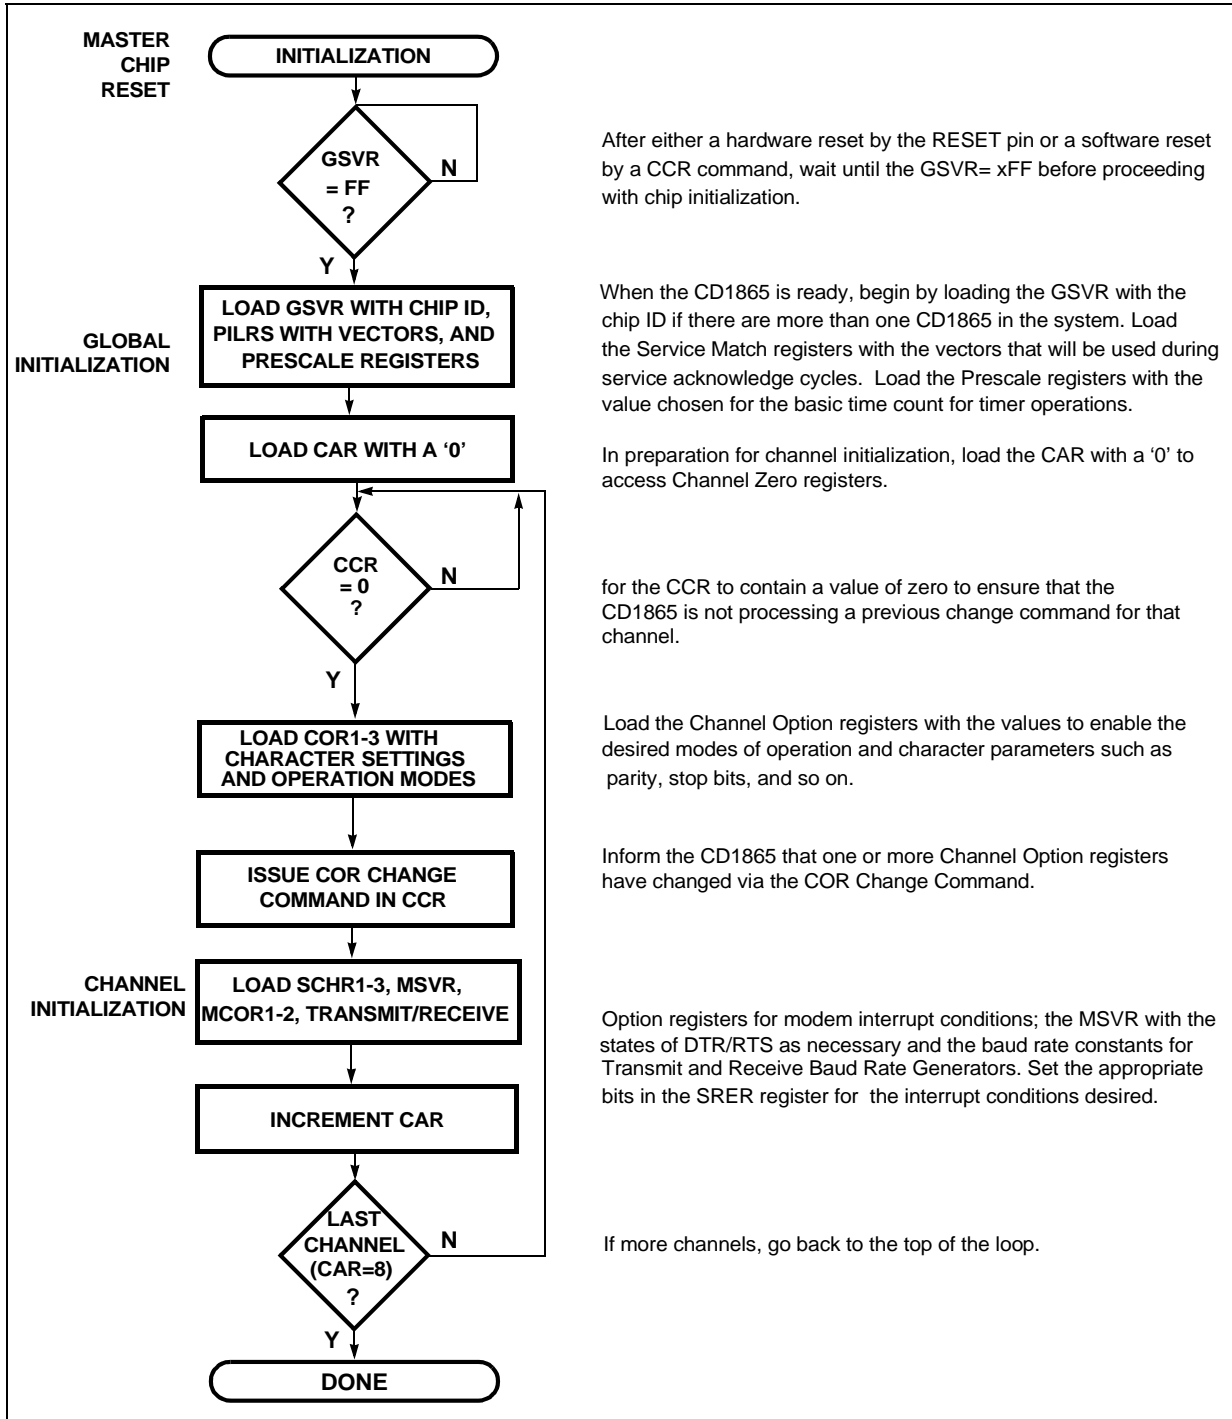 MASTER
CHIP
RESET
INITIALIZATION
GSVR
= FF
?
N
Y
After either a hardware reset by the RESET pin or a software reset
by a CCR command, wait until the GSVR= xFF before proceeding
with chip initialization.
GLOBAL
INITIALIZATION
LOAD GSVR WITH CHIP ID,
PILRS WITH VECTORS, AND
PRESCALE REGISTERS
When the CD1865 is ready, begin by loading the GSVR with the
chip ID if there are more than one CD1865 in the system. Load
the Service Match registers with the vectors that will be used during
service acknowledge cycles. Load the Prescale registers with the
value chosen for the basic time count for timer operations.
LOAD CAR WITH A ‘0’
In preparation for channel initialization, load the CAR with a ‘0’ to
access Channel Zero registers.
CCR
= 0
?
N
Y
for the CCR to contain a value of zero to ensure that the
CD1865 is not processing a previous change command for that
channel.
LOAD COR1-3 WITH
CHARACTER SETTINGS
AND OPERATION MODES
Load the Channel Option registers with the values to enable the
desired modes of operation and character parameters such as
parity, stop bits, and so on.
ISSUE COR CHANGE
COMMAND IN CCR
Inform the CD1865 that one or more Channel Option registers
have changed via the COR Change Command.
CHANNEL
INITIALIZATION
LOAD SCHR1-3, MSVR,
MCOR1-2, TRANSMIT/RECEIVE
Option registers for modem interrupt conditions; the MSVR with the
states of DTR/RTS as necessary and the baud rate constants for
Transmit and Receive Baud Rate Generators. Set the appropriate
bits in the SRER register for the interrupt conditions desired.
INCREMENT CAR
LAST
CHANNEL
(CAR=8)
?
N
Y
If more channels, go back to the top of the loop.
DONE